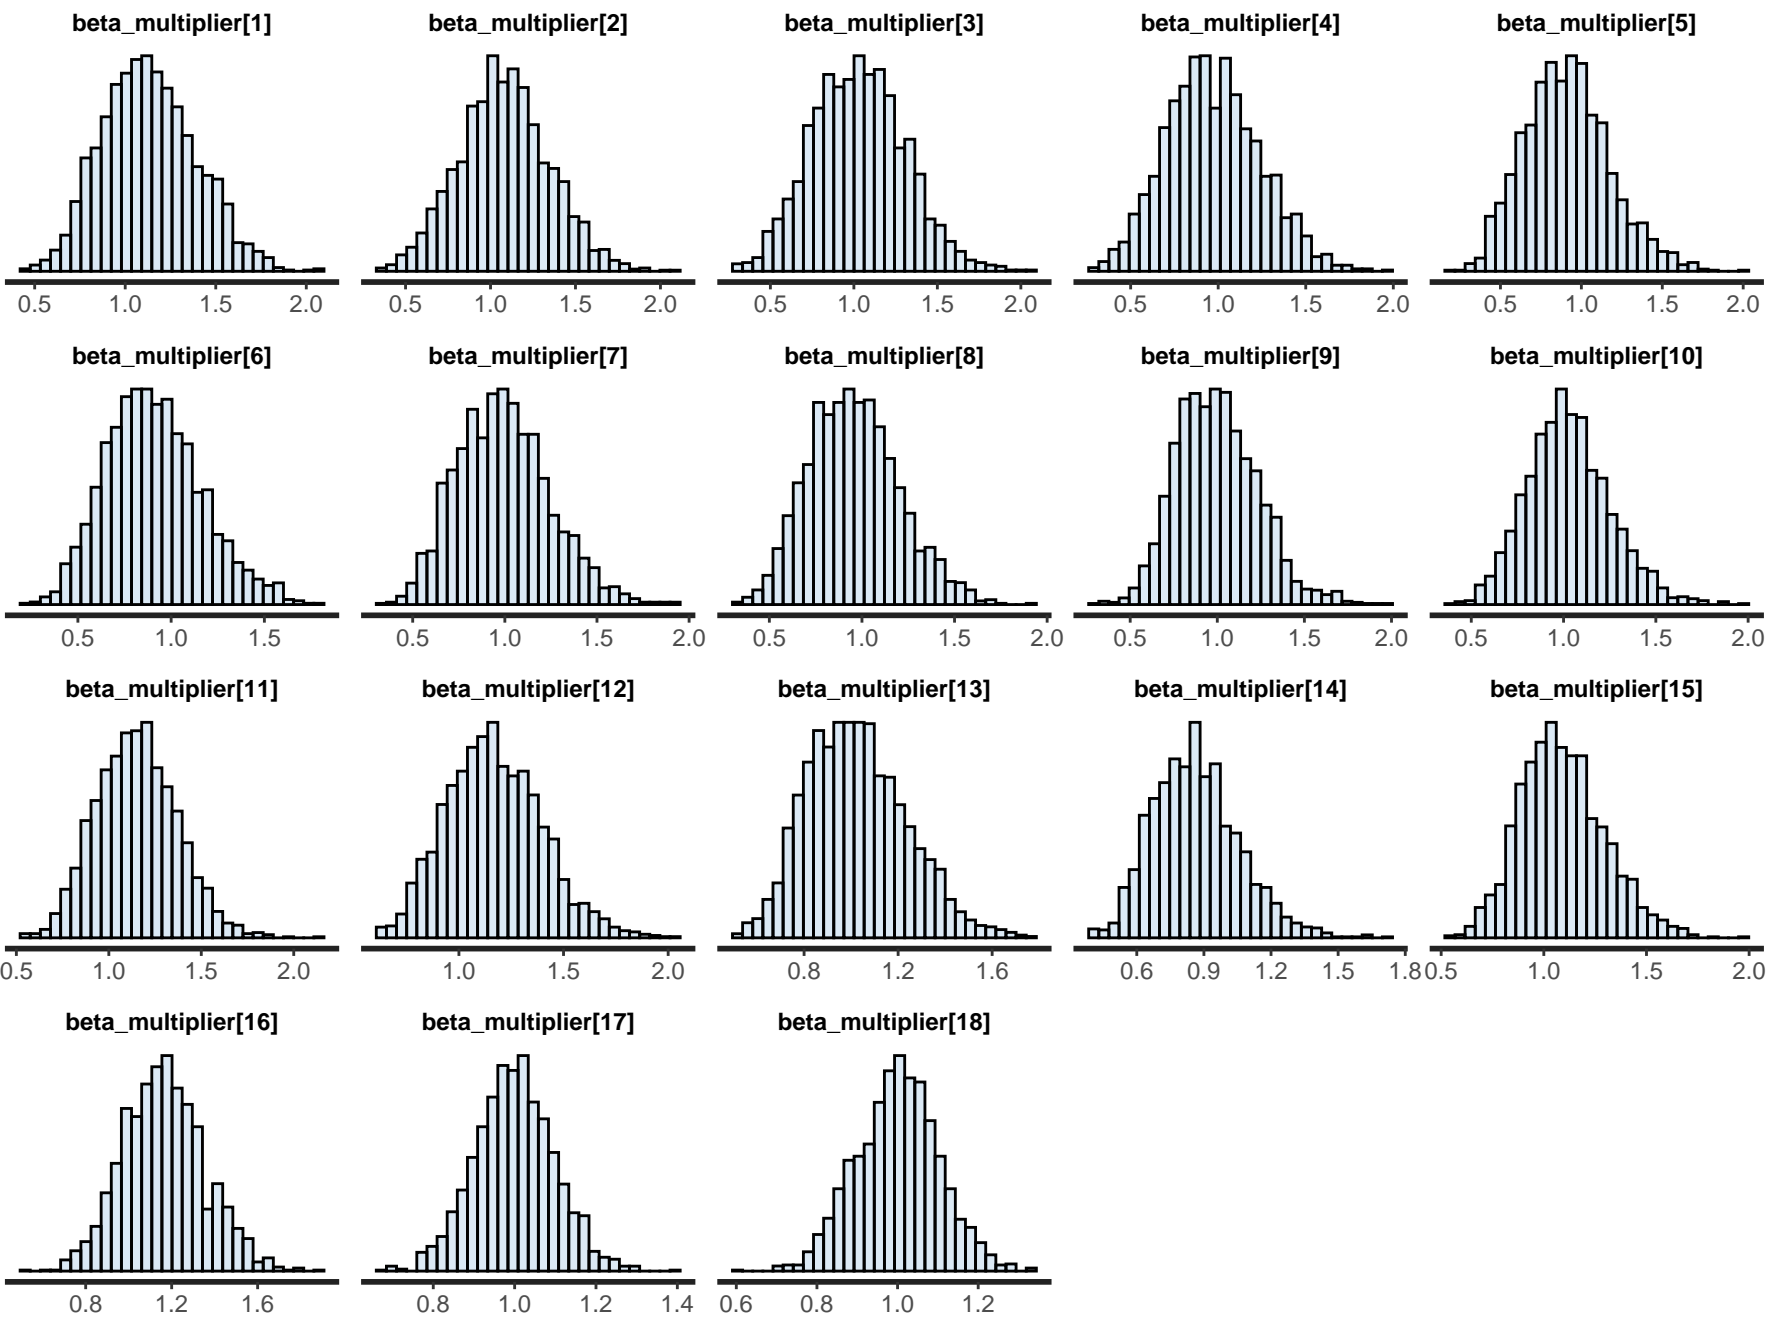 beta_multiplier[1] beta_multiplier[2] beta_multiplier[3] beta_multiplier[4] beta_multiplier[5]
0.5 1.0 1.5 2.0 0.5 1.0 1.5 2.0 0.5 1.0 1.5 2.0 0.5 1.0 1.5 2.0 0.5 1.0 1.5 2.0
beta_multiplier[6] beta_multiplier[7] beta_multiplier[8] beta_multiplier[9] beta_multiplier[10]
0.5 1.0 1.5 0.5 1.0 1.5 2.0 0.5 1.0 1.5 2.0 0.5 1.0 1.5 2.0 0.5 1.0 1.5 2.0
beta_multiplier[11] beta_multiplier[12] beta_multiplier[13] beta_multiplier[14] beta_multiplier[15]
0.5 1.0 1.5 2.0 1.0 1.5 2.0 0.8 1.2 1.6 0.6 0.9 1.2 1.5 1.8 0.5 1.0 1.5 2.0
beta_multiplier[16] beta_multiplier[17] beta_multiplier[18]
0.8 1.2 1.6 0.8 1.0 1.2 1.4 0.6 0.8 1.0 1.2